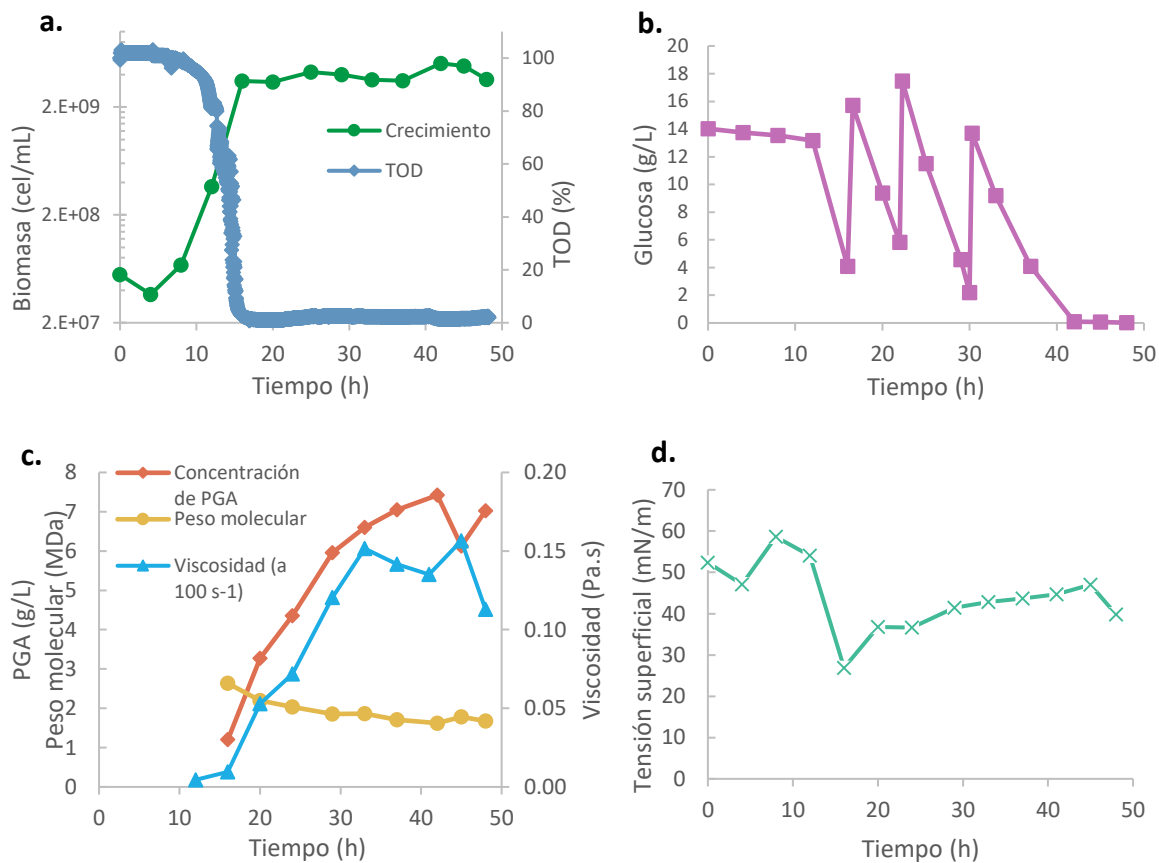 a.
2.E+09
2.E+08
2.E+07
Biomasa (cel/mL)
Crecimiento
TOD
100
80
60
40
20
0
TOD (%)
0 10 20 30 40 50
Tiempo (h)
b.
20
18
16
14
12
10
8
6
4
2
0
Glucosa (g/L)
0 10 20 30 40 50
Tiempo (h)
c.
Concentración
de PGA
Peso molecular
Viscosidad (a
100 s-1)
8
7
6
5
4
3
2
1
0
PGA (g/L)
Peso molecular (MDa)
0.20
0.15
0.10
0.05
0.00
Viscosidad (Pa.s)
0 10 20 30 40 50
Tiempo (h)
d.
70
60
50
40
30
20
10
0
Tensión superficial (mN/m)
0 10 20 30 40 50
Tiempo (h)